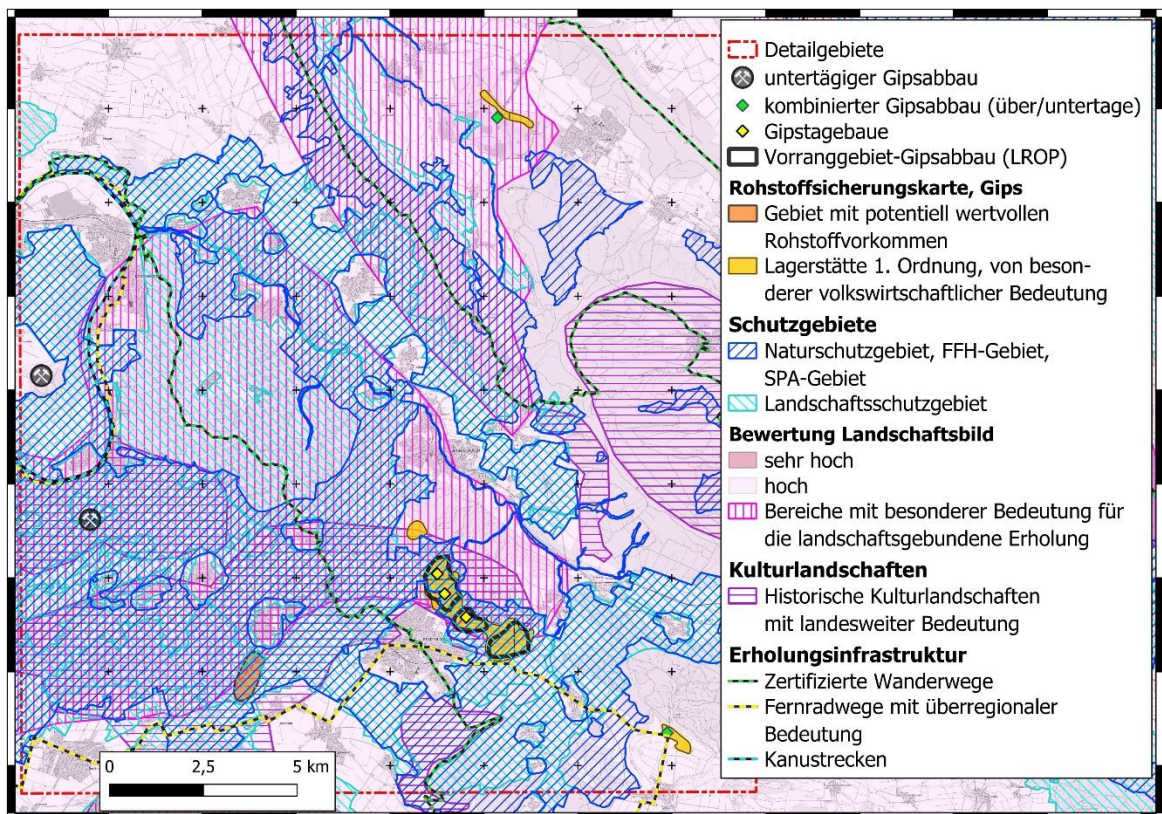 Detailgebiete
untertägiger Gipsabbau
kombinierter Gipsabbau (über/untertage)
Gipstagebaue
Vorranggebiet-Gipsabbau (LROP)
Rohstoffsicherungskarte, Gips
Gebiet mit potentiell wertvollen
Rohstoffvorkommen
Lagerstätte 1. Ordnung, von beson-
derer volkswirtschaftlicher Bedeutung
Schutzgebiete
Naturschutzgebiet, FFH-Gebiet,
SPA-Gebiet
Landschaftsschutzgebiet
Bewertung Landschaftsbild
sehr hoch
hoch
Bereiche mit besonderer Bedeutung für
die landschaftsgebundene Erholung
Kulturlandschaften
Historische Kulturlandschaften
mit landesweiter Bedeutung
Erholungsinfrastruktur
Zertifizierte Wanderwege
Fernradwege mit überregionaler
Bedeutung
Kanustrecken
0 2,5 5 km